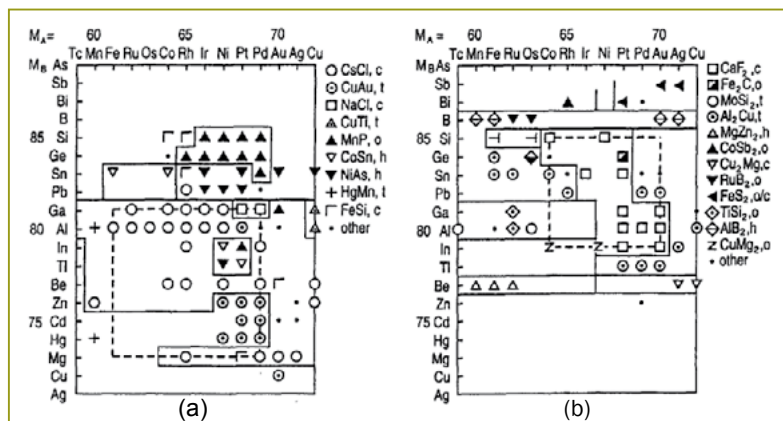 M_A= 60 65 70
Tc Mn Fe Ru Os Co Rh Ir Ni Pt Pd Au Ag Cu
M_B As
Sb
Bi
B
85 Si
Ge
Sn
Pb
Ga
80 Al
In
Tl
Be
Zn
75 Cd
Hg
Mg
Cu
Ag
CsCl, c
CuAu, t
NaCl, c
CuTi, t
MnP, o
CoSn, h
NiAs, h
HgMn, t
FeSi, c
other
(a)
M_A= 60 65 70
Tc Mn Fe Ru Os Co Rh Ir Ni Pt Pd Au Ag Cu
M_B As
Sb
Bi
B
85 Si
Ge
Sn
Pb
Ga
80 Al
In
Tl
Be
Zn
75 Cd
Hg
Mg
Cu
Ag
CaF2, c
Fe2C, o
MoSi2, t
Al2Cu, t
MgZn2, h
CoSb2, o
Cu2Mg, c
RuB2, o
FeS2, o/c
TiSi2, o
AlB2, h
CuMg2, o
other
(b)